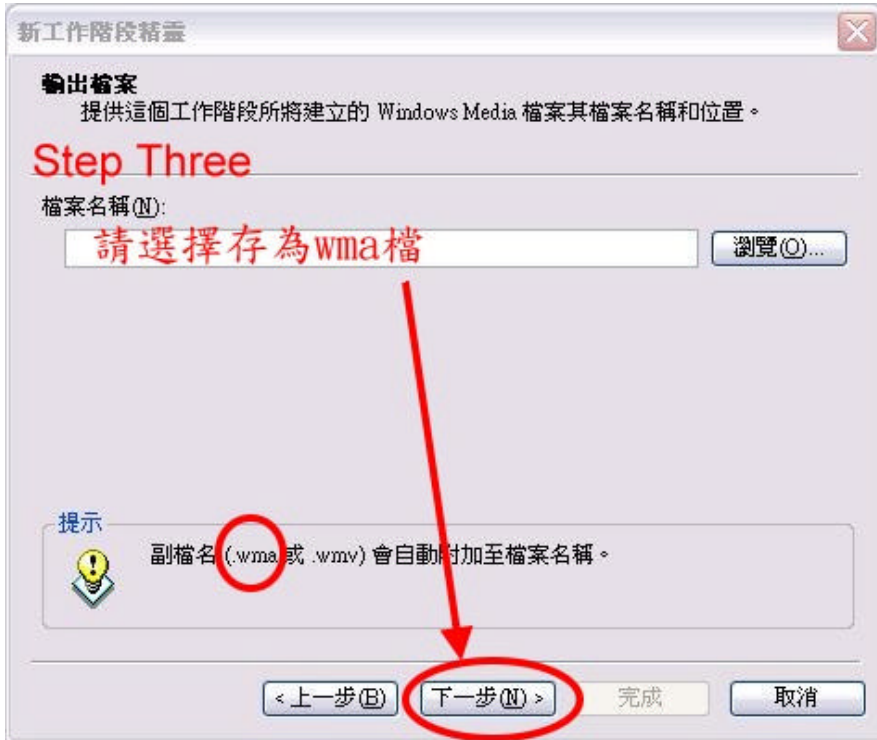 新工作階段精靈
輸出檔案
提供這個工作階段所將建立的 Windows Media 檔案其檔案名稱和位置。
Step Three
檔案名稱(N):
請選擇存為wma檔
瀏覽(O)...
提示
副檔名 (.wma 或 .wmv) 會自動附加至檔案名稱。
<上一步(B)
下一步(N)>
完成
取消